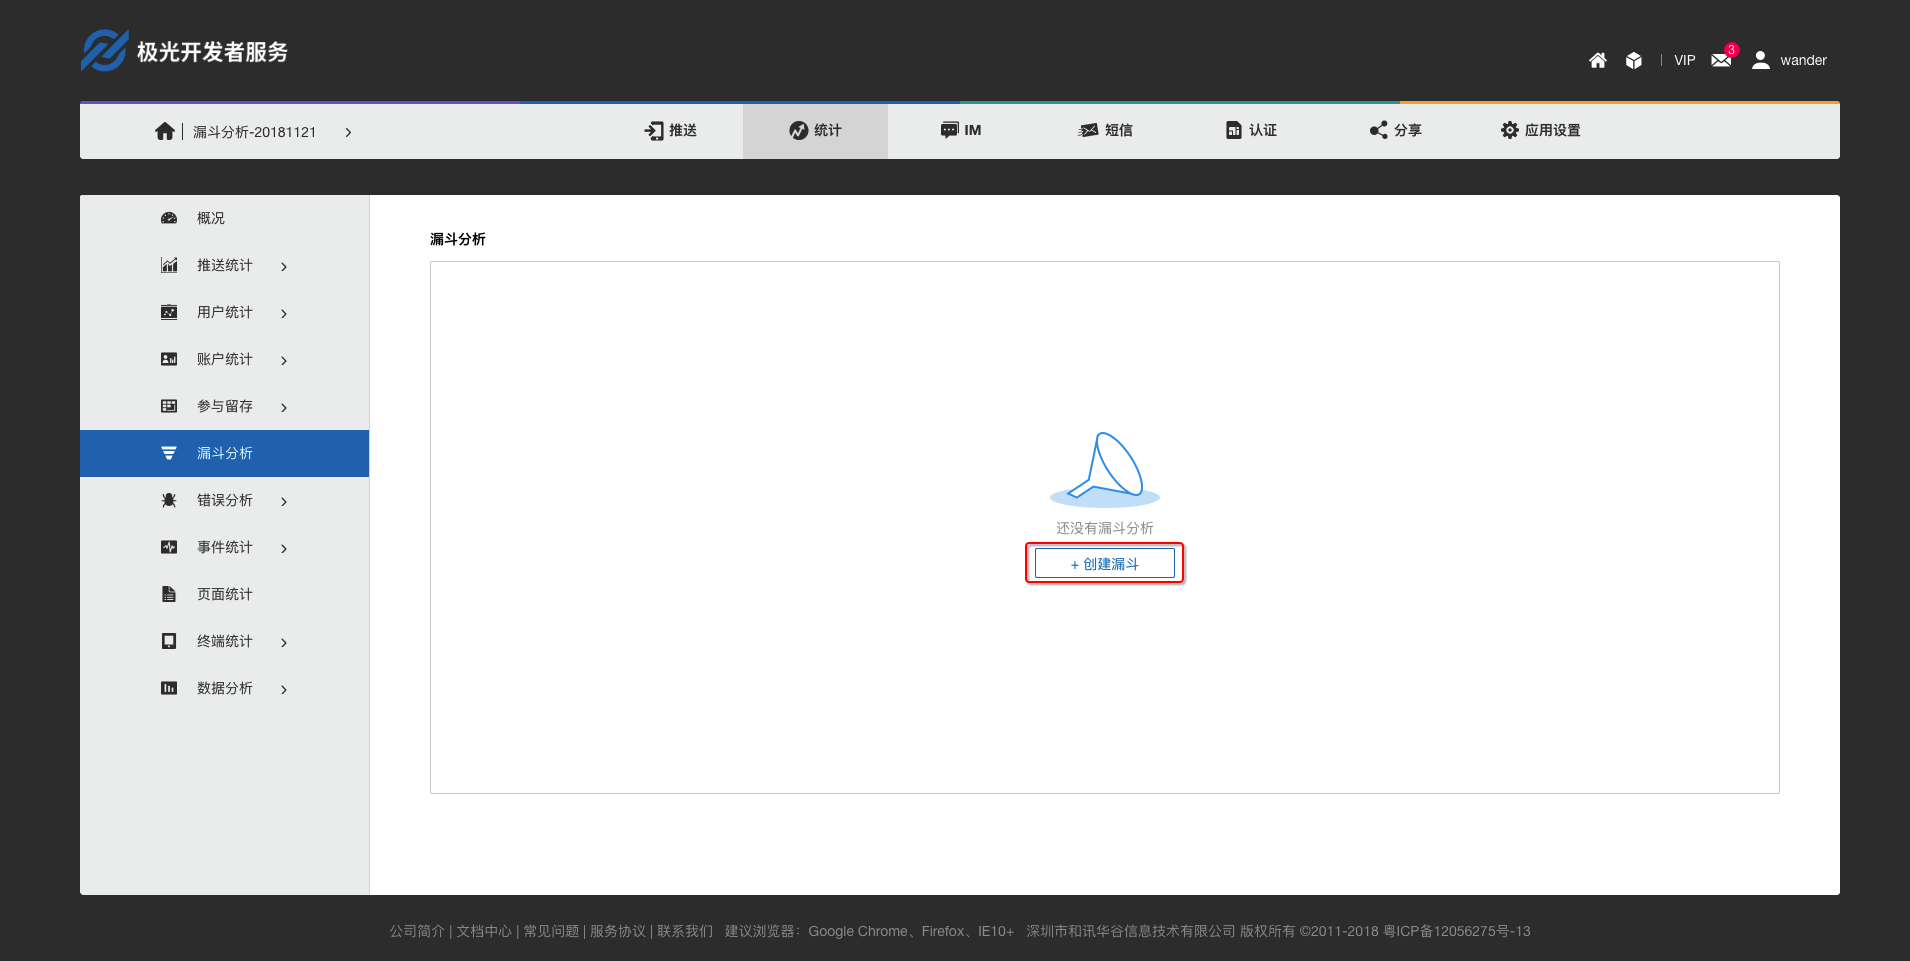 极光开发者服务
VIP
3
wander
漏斗分析-20181121
推送
统计
IM
短信
认证
分享
应用设置
概况
推送统计
用户统计
账户统计
参与留存
漏斗分析
错误分析
事件统计
页面统计
终端统计
数据分析
漏斗分析
还没有漏斗分析
+ 创建漏斗
公司简介 | 文档中心 | 常见问题 | 服务协议 | 联系我们 建议浏览器：Google Chrome、Firefox、IE10+ 深圳市和讯华谷信息技术有限公司 版权所有 ©2011-2018 粤ICP备12056275号-13